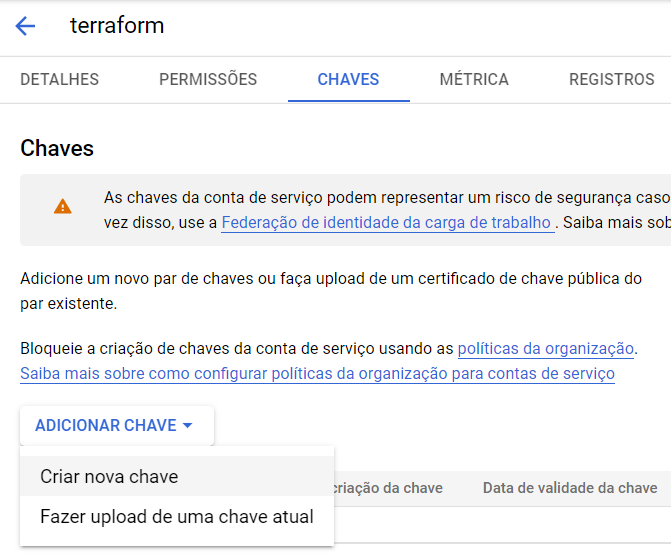 terraform
DETALHES PERMISSÕES CHAVES MÉTRICA REGISTROS
Chaves
As chaves da conta de serviço podem representar um risco de segurança caso
vez disso, use a Federação de identidade da carga de trabalho . Saiba mais sob
Adicione um novo par de chaves ou faça upload de um certificado de chave pública do
par existente.
Bloqueie a criação de chaves da conta de serviço usando as políticas da organização.
Saiba mais sobre como configurar políticas da organização para contas de serviço
ADICIONAR CHAVE
Criar nova chave
criação da chave Data de validade da chave
Fazer upload de uma chave atual